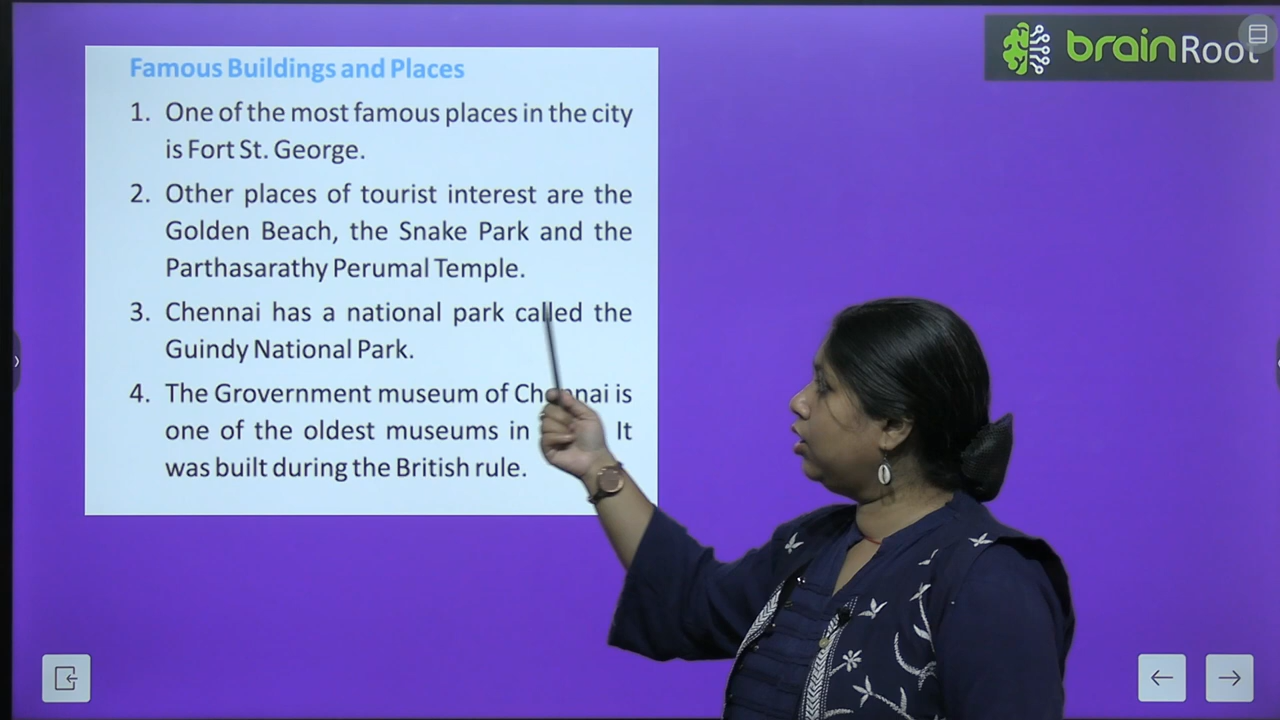 brainRoot
Famous Buildings and Places
1. One of the most famous places in the city
is Fort St. George.
2. Other places of tourist interest are the
Golden Beach, the Snake Park and the
Parthasarathy Perumal Temple.
3. Chennai has a national park called the
Guindy National Park.
4. The Grovernment museum of Chennai is
one of the oldest museums in It
was built during the British rule.